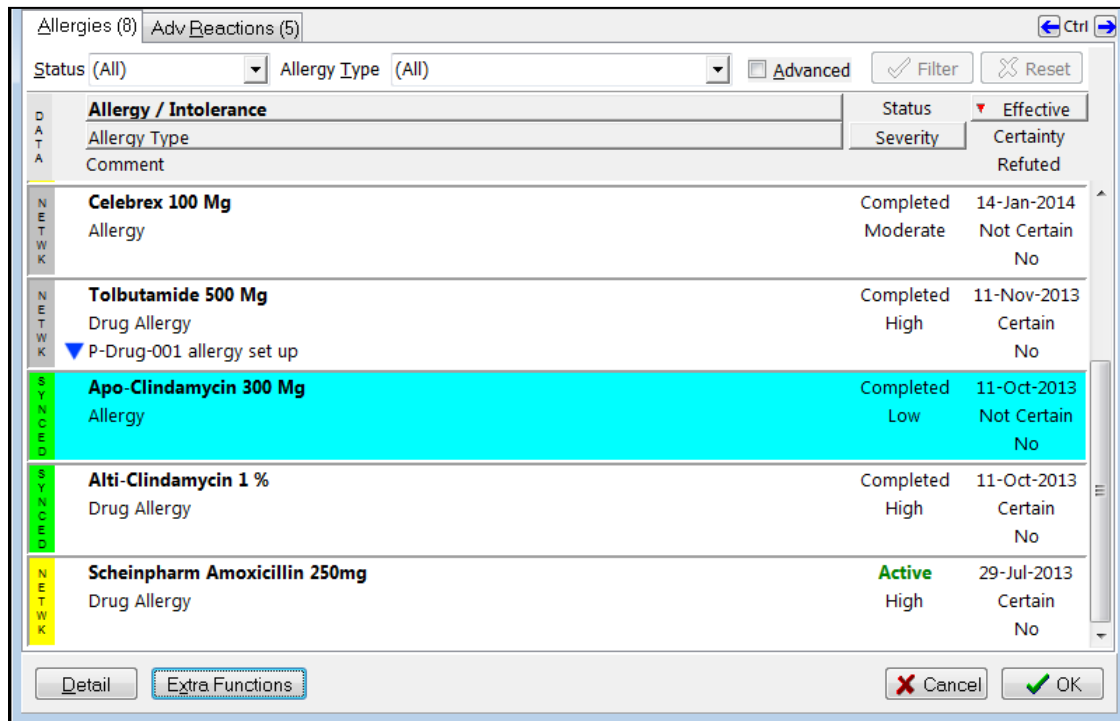 Allergies (8) Adv Reactions (5) Ctrl
Status (All) Allergy Type (All) Advanced Filter Reset
DATA
Allergy / Intolerance Status Effective
Allergy Type Severity Certainty
Comment Refuted
NETWK
Celebrex 100 Mg Completed 14-Jan-2014
Allergy Moderate Not Certain
No
NETWK
Tolbutamide 500 Mg Completed 11-Nov-2013
Drug Allergy High Certain
P-Drug-001 allergy set up No
SYNCED
Apo-Clindamycin 300 Mg Completed 11-Oct-2013
Allergy Low Not Certain
No
SYNCED
Alti-Clindamycin 1 % Completed 11-Oct-2013
Drug Allergy High Certain
No
NETWK
Scheinpharm Amoxicillin 250mg Active 29-Jul-2013
Drug Allergy High Certain
No
Detail Extra Functions Cancel OK